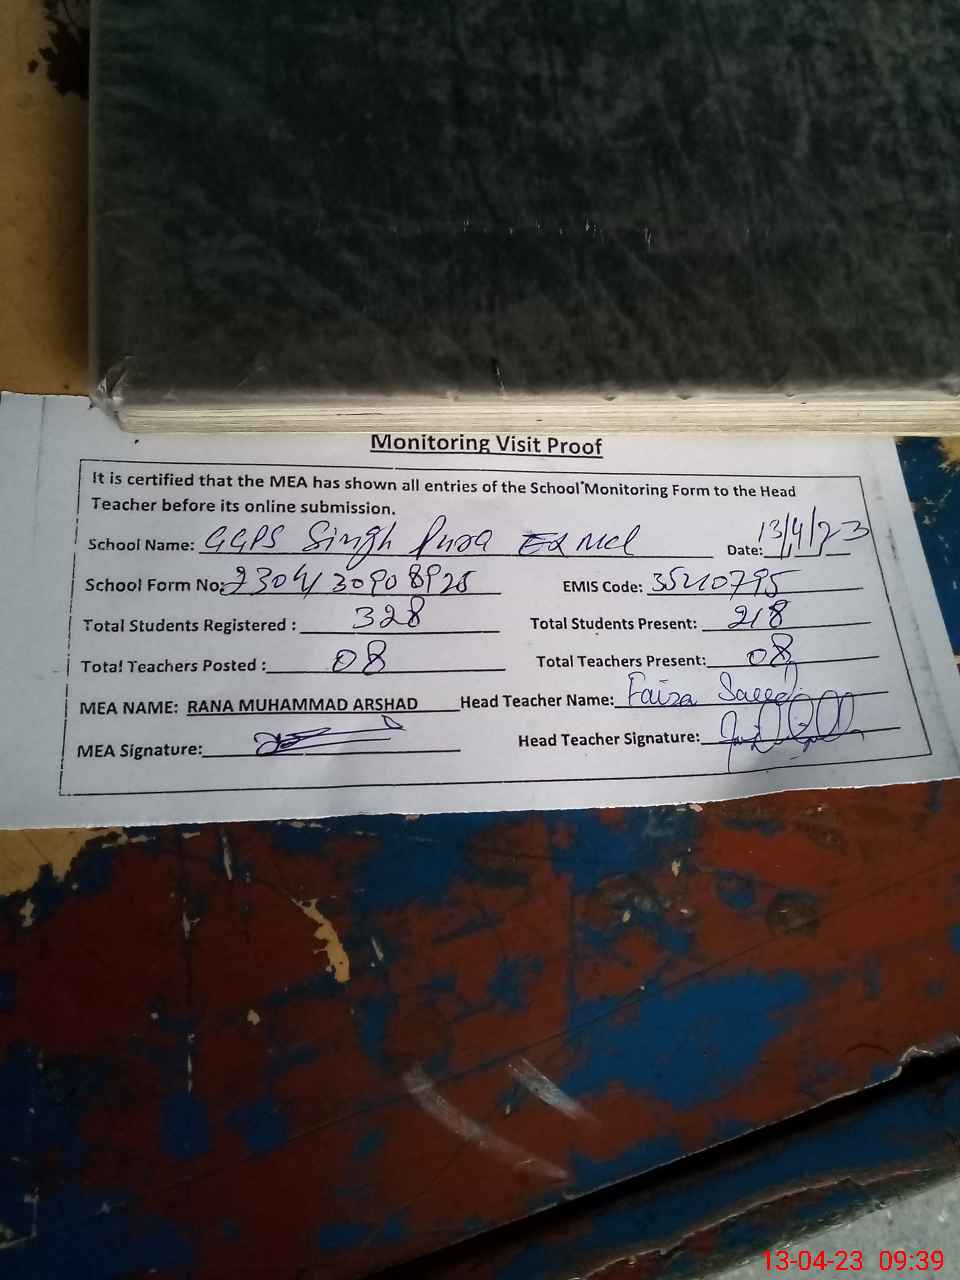 Monitoring Visit Proof
It is certified that the MEA has shown all entries of the School Monitoring Form to the Head
Teacher before its online submission.
School Name: GGPS Singh Pura Ex MCL Date: 13/4/23
School Form No: 2304130908925 EMIS Code: 35210795
Total Students Registered : 328 Total Students Present: 218
Total Teachers Posted : 08 Total Teachers Present: 08
MEA NAME: RANA MUHAMMAD ARSHAD Head Teacher Name: Faiza Saeed
MEA Signature: Head Teacher Signature:
13-04-23 09:39